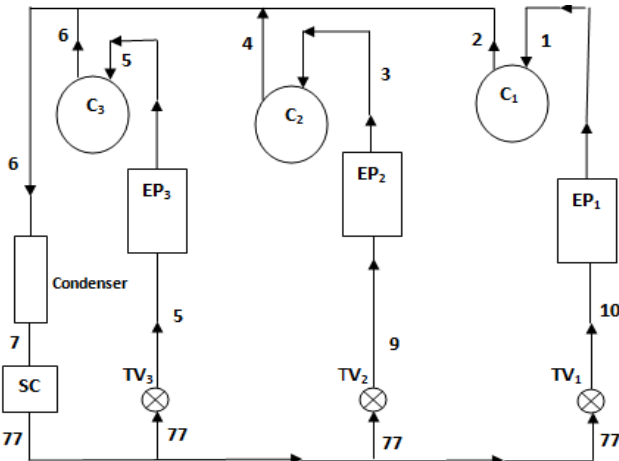 6 5 4 3 2 1
C3 C2 C1
6 EP3 EP2 EP1
Condenser
7 5 9 10
SC TV3 TV2 TV1
77 77 77 77